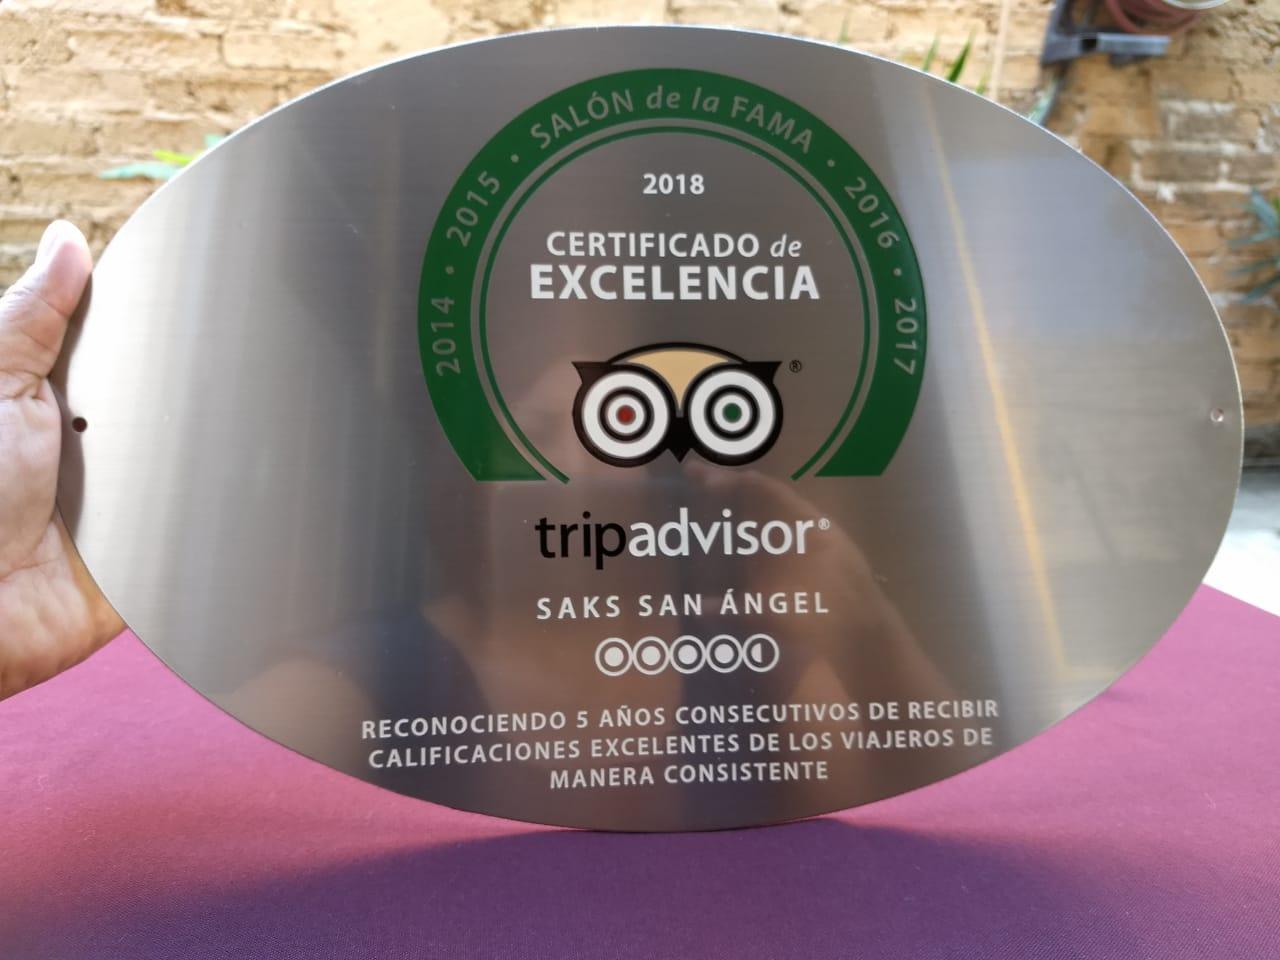 2014 • 2015 • SALÓN de la FAMA • 2016 • 2017
2018
CERTIFICADO de
EXCELENCIA
®
tripadvisor®
SAKS SAN ÁNGEL
RECONOCIENDO 5 AÑOS CONSECUTIVOS DE RECIBIR
CALIFICACIONES EXCELENTES DE LOS VIAJEROS DE
MANERA CONSISTENTE